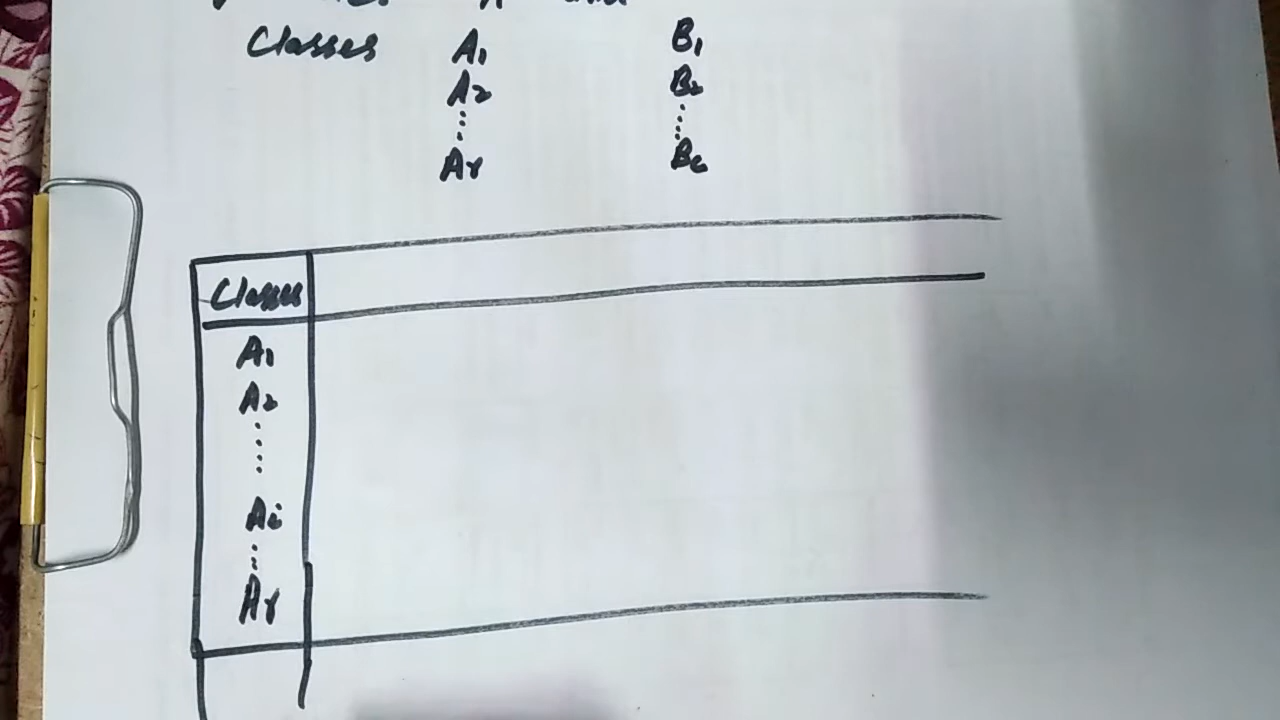 Classes A1 B1
A2 B2
⋮ ⋮
Ar Bc
Classes
A1
A2
⋮
Ai
⋮
Ar